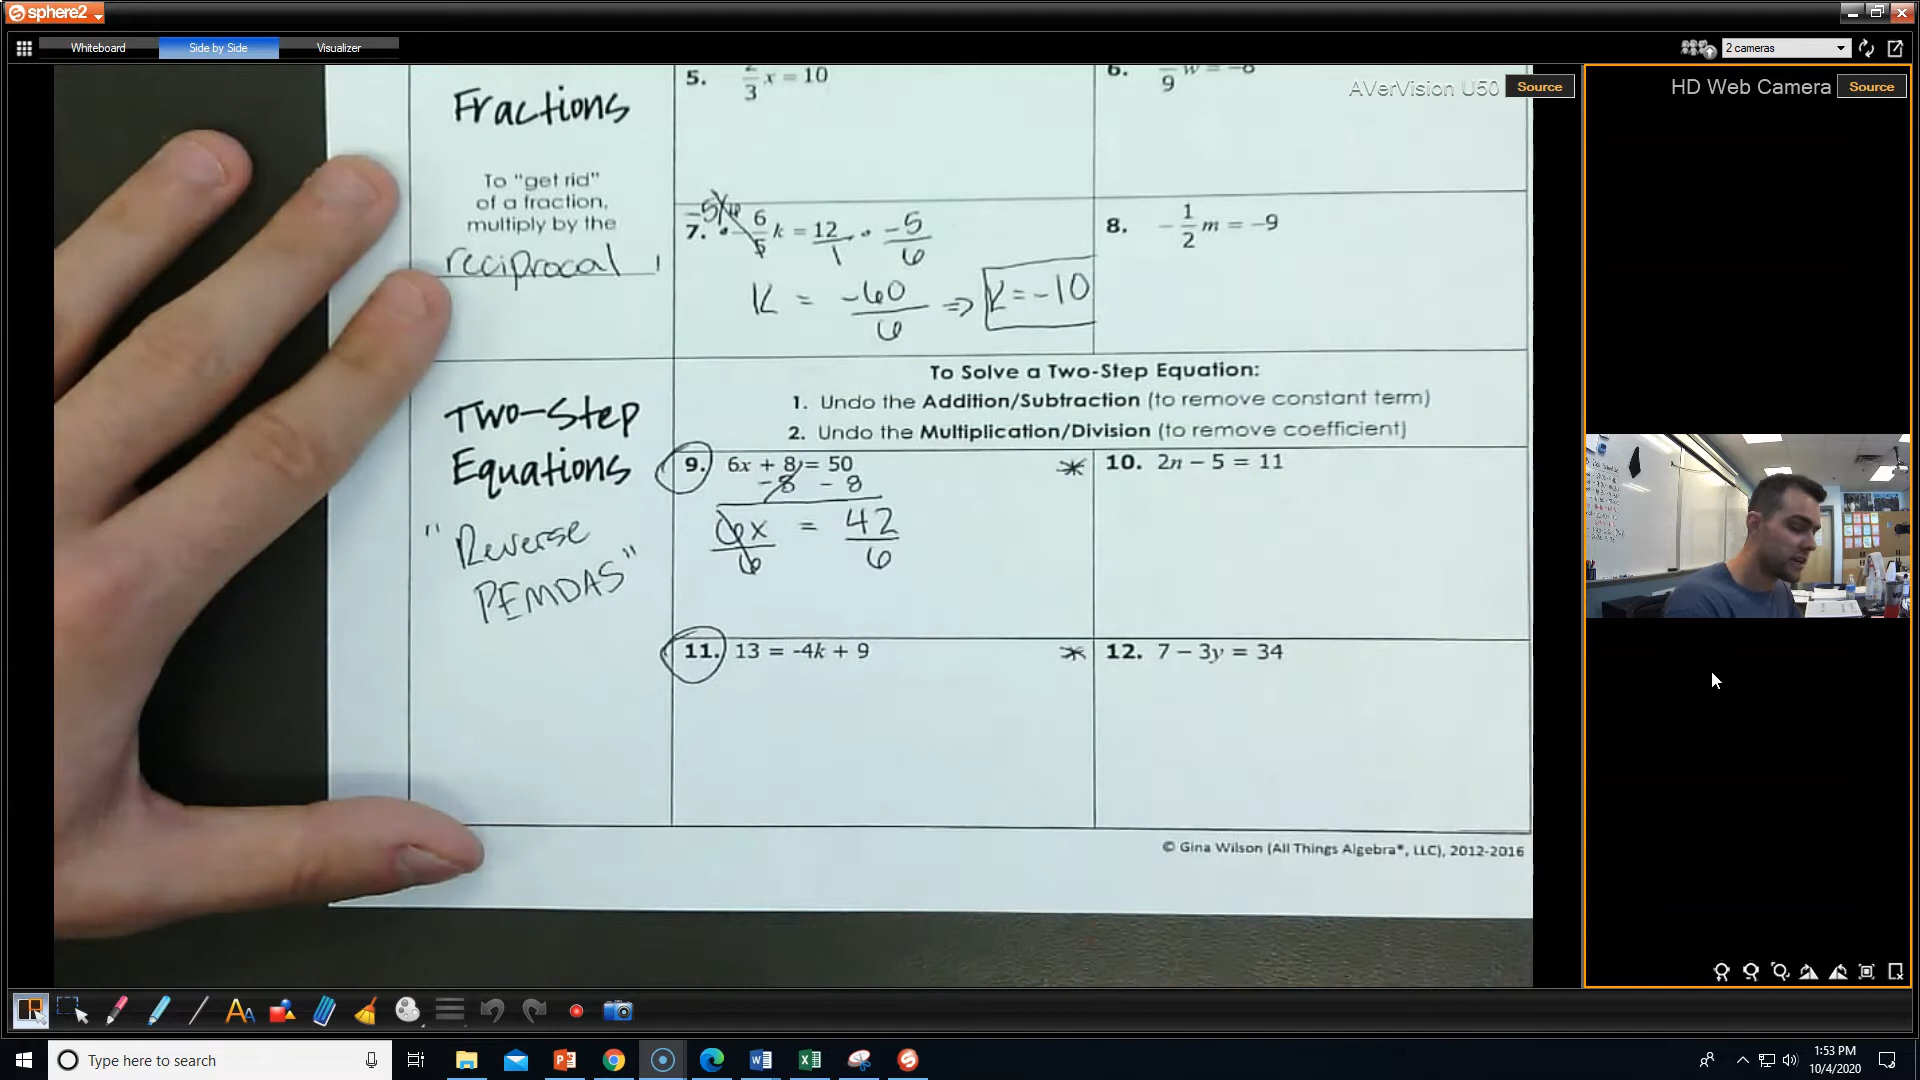 sphere2
Whiteboard
Side by Side
Visualizer
2 cameras
AVerVision U50
Source
HD Web Camera
Source
Fractions
To "get rid"
of a fraction,
multiply by the
reciprocal
5. 2/3 x = 10
6. 9 w = -8
7. - 6/5 k = 12/1 • -5/6
K = -60/6 ⇒ K = -10
8. - 1/2 m = -9
Two-Step
Equations
"Reverse
PEMDAS"
To Solve a Two-Step Equation:
1. Undo the Addition/Subtraction (to remove constant term)
2. Undo the Multiplication/Division (to remove coefficient)
9. 6x + 8 = 50
- 8 - 8
6x = 42
6 6
10. 2n - 5 = 11
11. 13 = -4k + 9
12. 7 - 3y = 34
© Gina Wilson (All Things Algebra®, LLC), 2012-2016
Type here to search
1:53 PM
10/4/2020